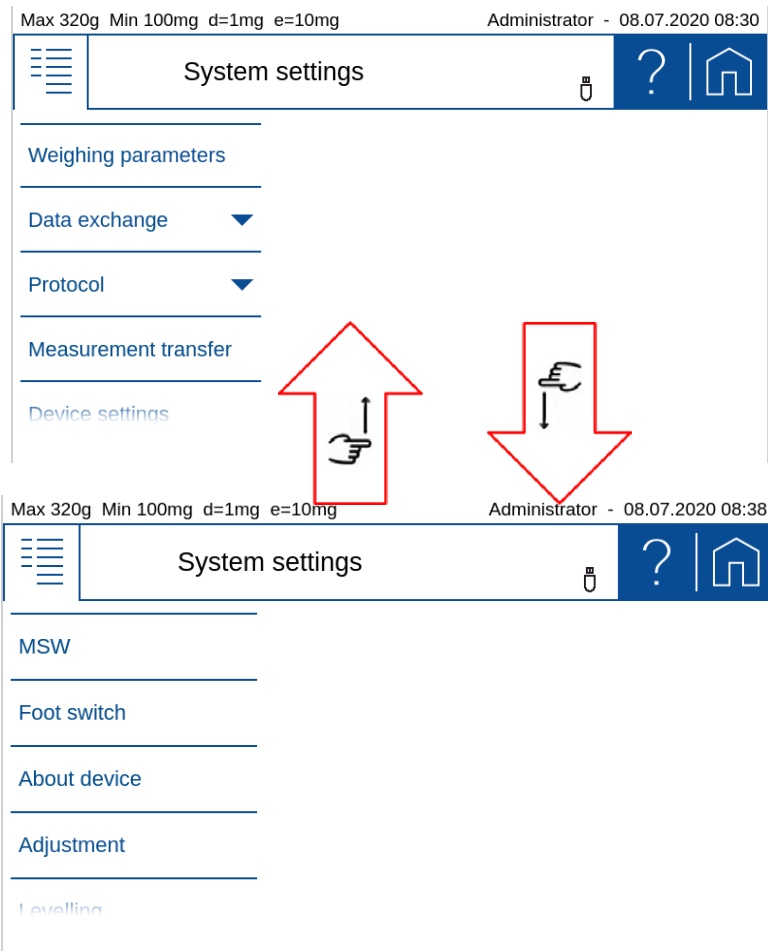 Max 320g Min 100mg d=1mg e=10mg Administrator - 08.07.2020 08:30
System settings ?
Weighing parameters
Data exchange
Protocol
Measurement transfer
Device settings
Max 320g Min 100mg d=1mg e=10mg Administrator - 08.07.2020 08:38
System settings ?
MSW
Foot switch
About device
Adjustment
Levelling